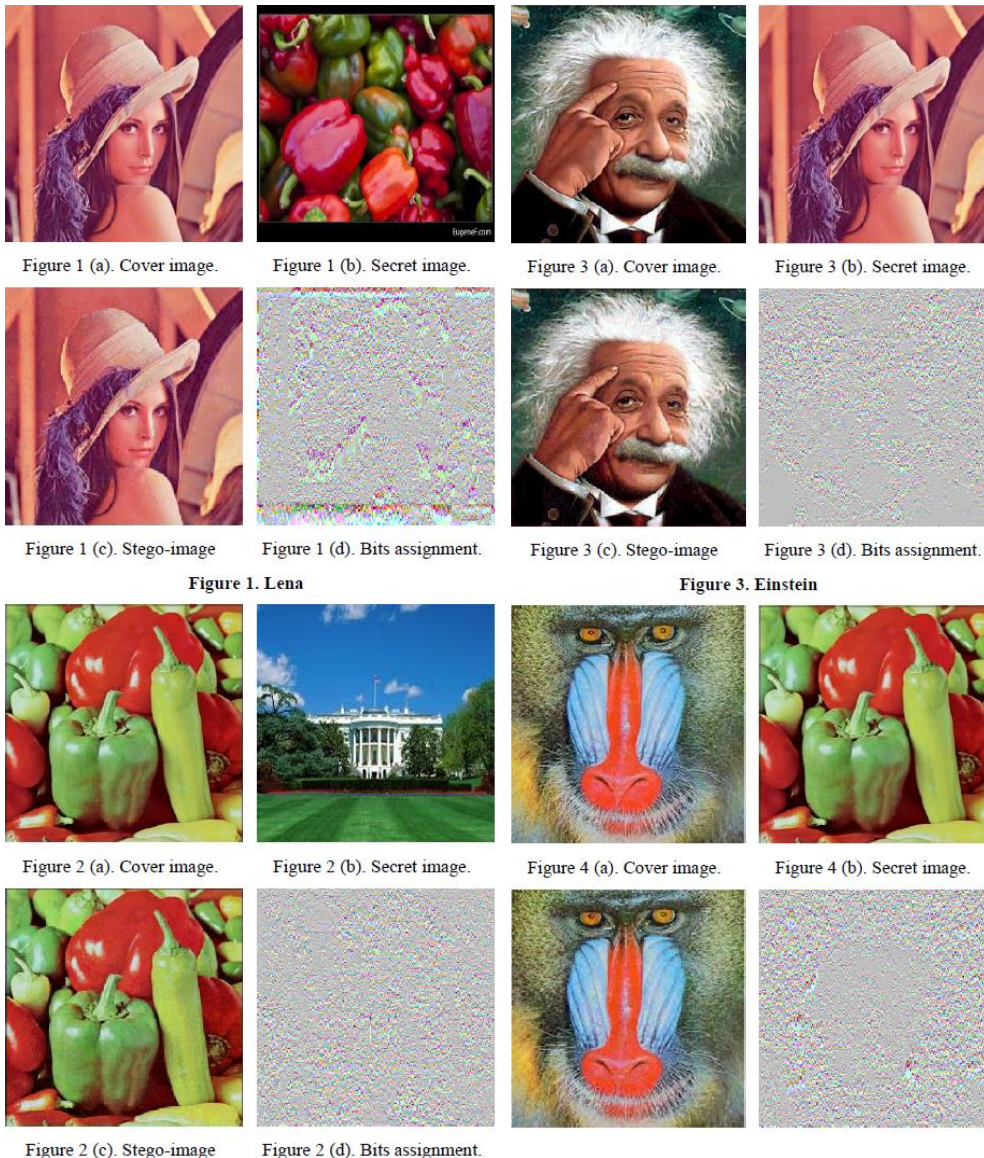 EugeneF.com
Figure 1 (a). Cover image.
Figure 1 (b). Secret image.
Figure 3 (a). Cover image.
Figure 3 (b). Secret image.
Figure 1 (c). Stego-image
Figure 1 (d). Bits assignment.
Figure 3 (c). Stego-image
Figure 3 (d). Bits assignment.
Figure 1. Lena
Figure 3. Einstein
Figure 2 (a). Cover image.
Figure 2 (b). Secret image.
Figure 4 (a). Cover image.
Figure 4 (b). Secret image.
Figure 2 (c). Stego-image
Figure 2 (d). Bits assignment.